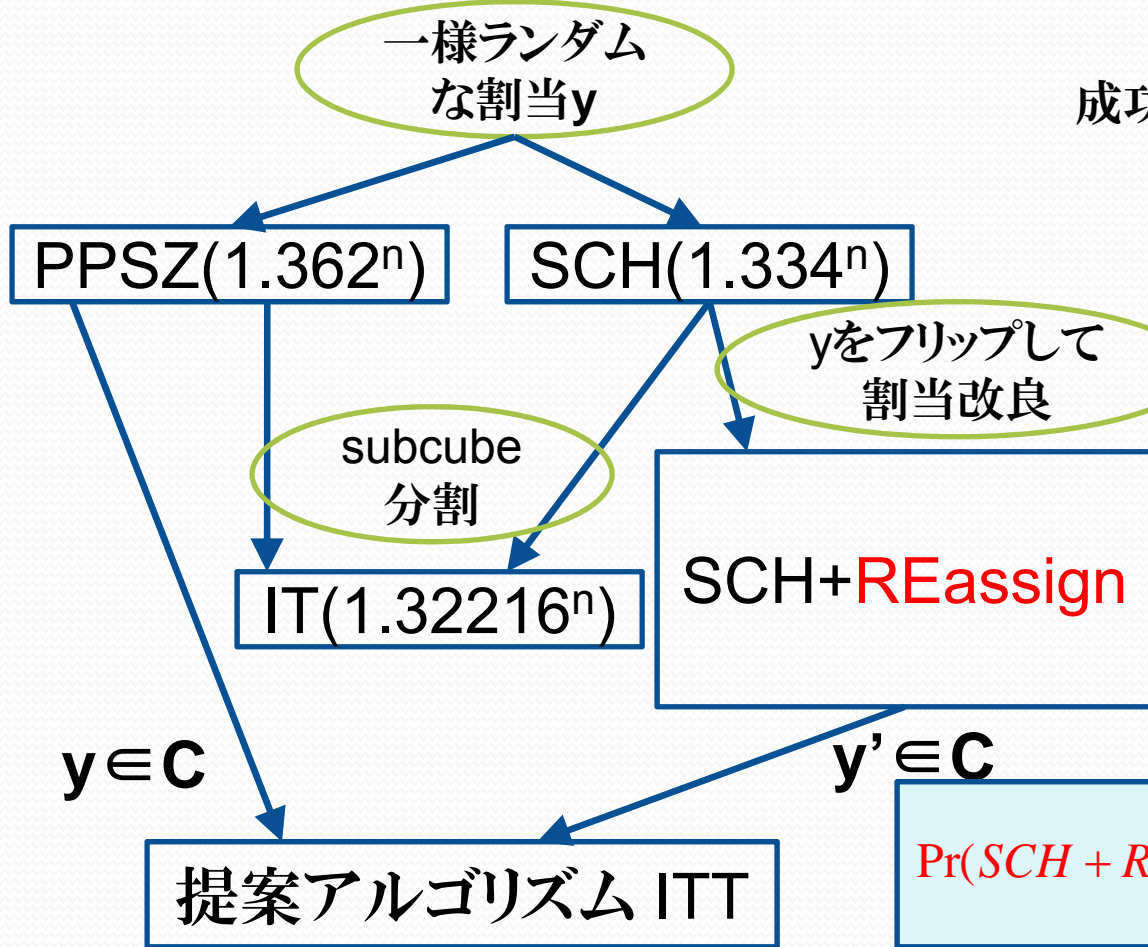 一様ランダム
な割当y
成功
PPSZ(1.362ⁿ)
SCH(1.334ⁿ)
yをフリップして
割当改良
subcube
分割
IT(1.32216ⁿ)
SCH+REassign
y∈C
y’∈C
提案アルゴリズム ITT
Pr(SCH + R